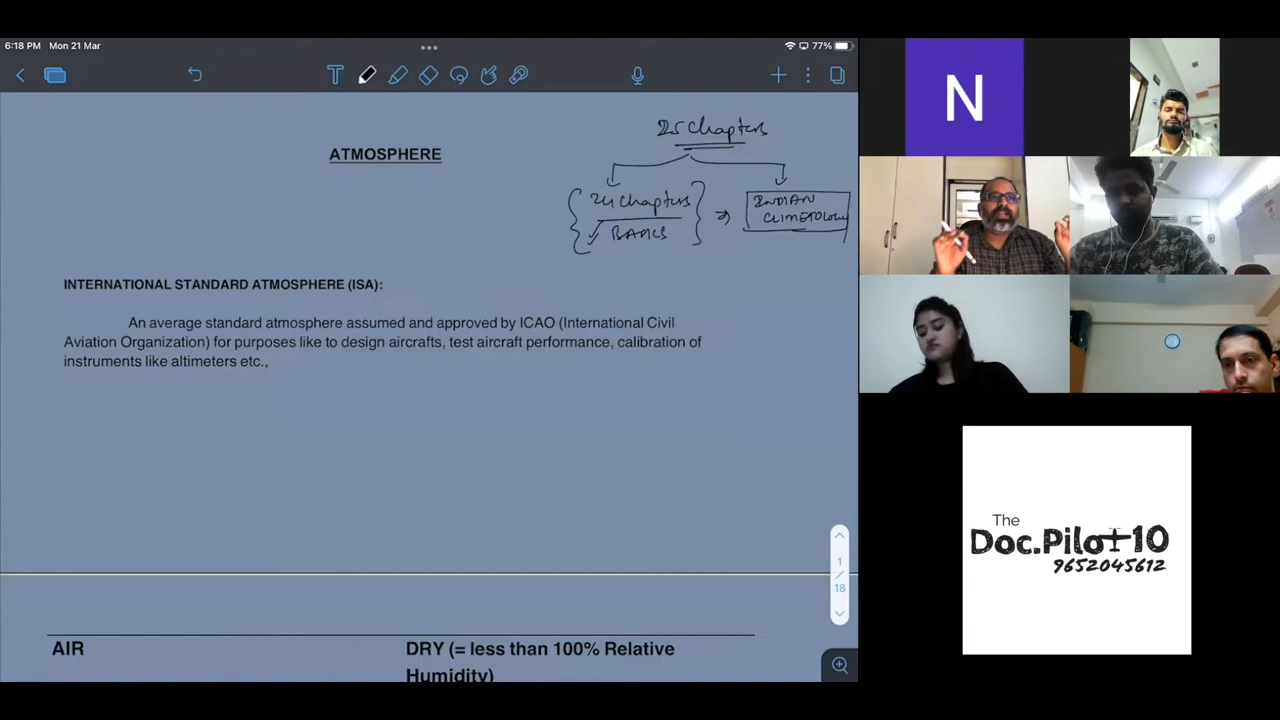 6:18 PM Mon 21 Mar
77%
25 Chapters
ATMOSPHERE
24 Chapters
BASICS
INDIAN
CLIMETOLOGY
INTERNATIONAL STANDARD ATMOSPHERE (ISA):
An average standard atmosphere assumed and approved by ICAO (International Civil
Aviation Organization) for purposes like to design aircrafts, test aircraft performance, calibration of
instruments like altimeters etc.,
1
/
18
AIR
DRY (= less than 100% Relative
Humidity)
N
The
Doc.Pilot10
9652045612